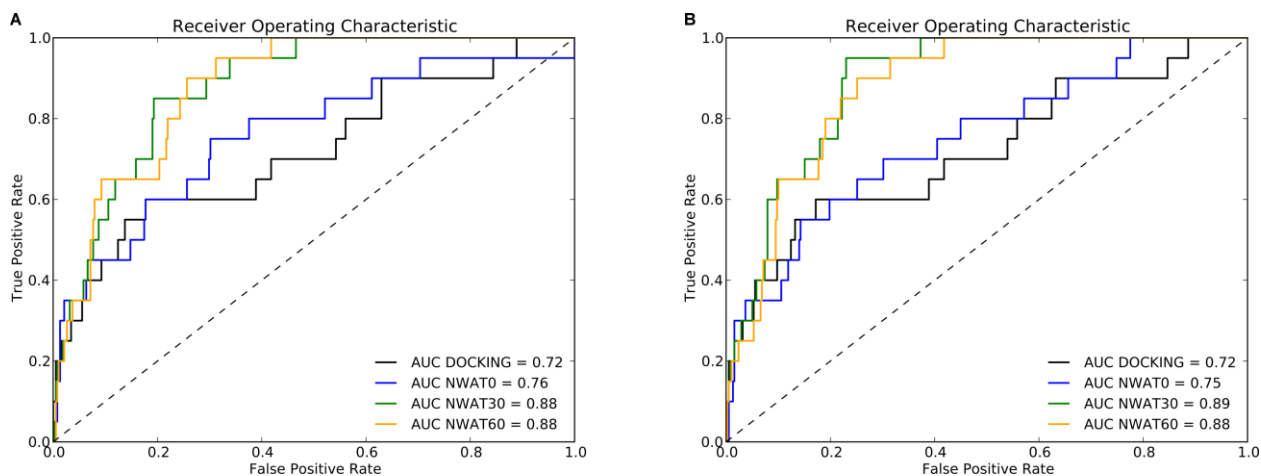 A
Receiver Operating Characteristic
True Positive Rate
1.0
0.8
0.6
0.4
0.2
0.0
AUC DOCKING = 0.72
AUC NWAT0 = 0.76
AUC NWAT30 = 0.88
AUC NWAT60 = 0.88
0.0 0.2 0.4 0.6 0.8 1.0
False Positive Rate
B
Receiver Operating Characteristic
True Positive Rate
1.0
0.8
0.6
0.4
0.2
0.0
AUC DOCKING = 0.72
AUC NWAT0 = 0.75
AUC NWAT30 = 0.89
AUC NWAT60 = 0.88
0.0 0.2 0.4 0.6 0.8 1.0
False Positive Rate